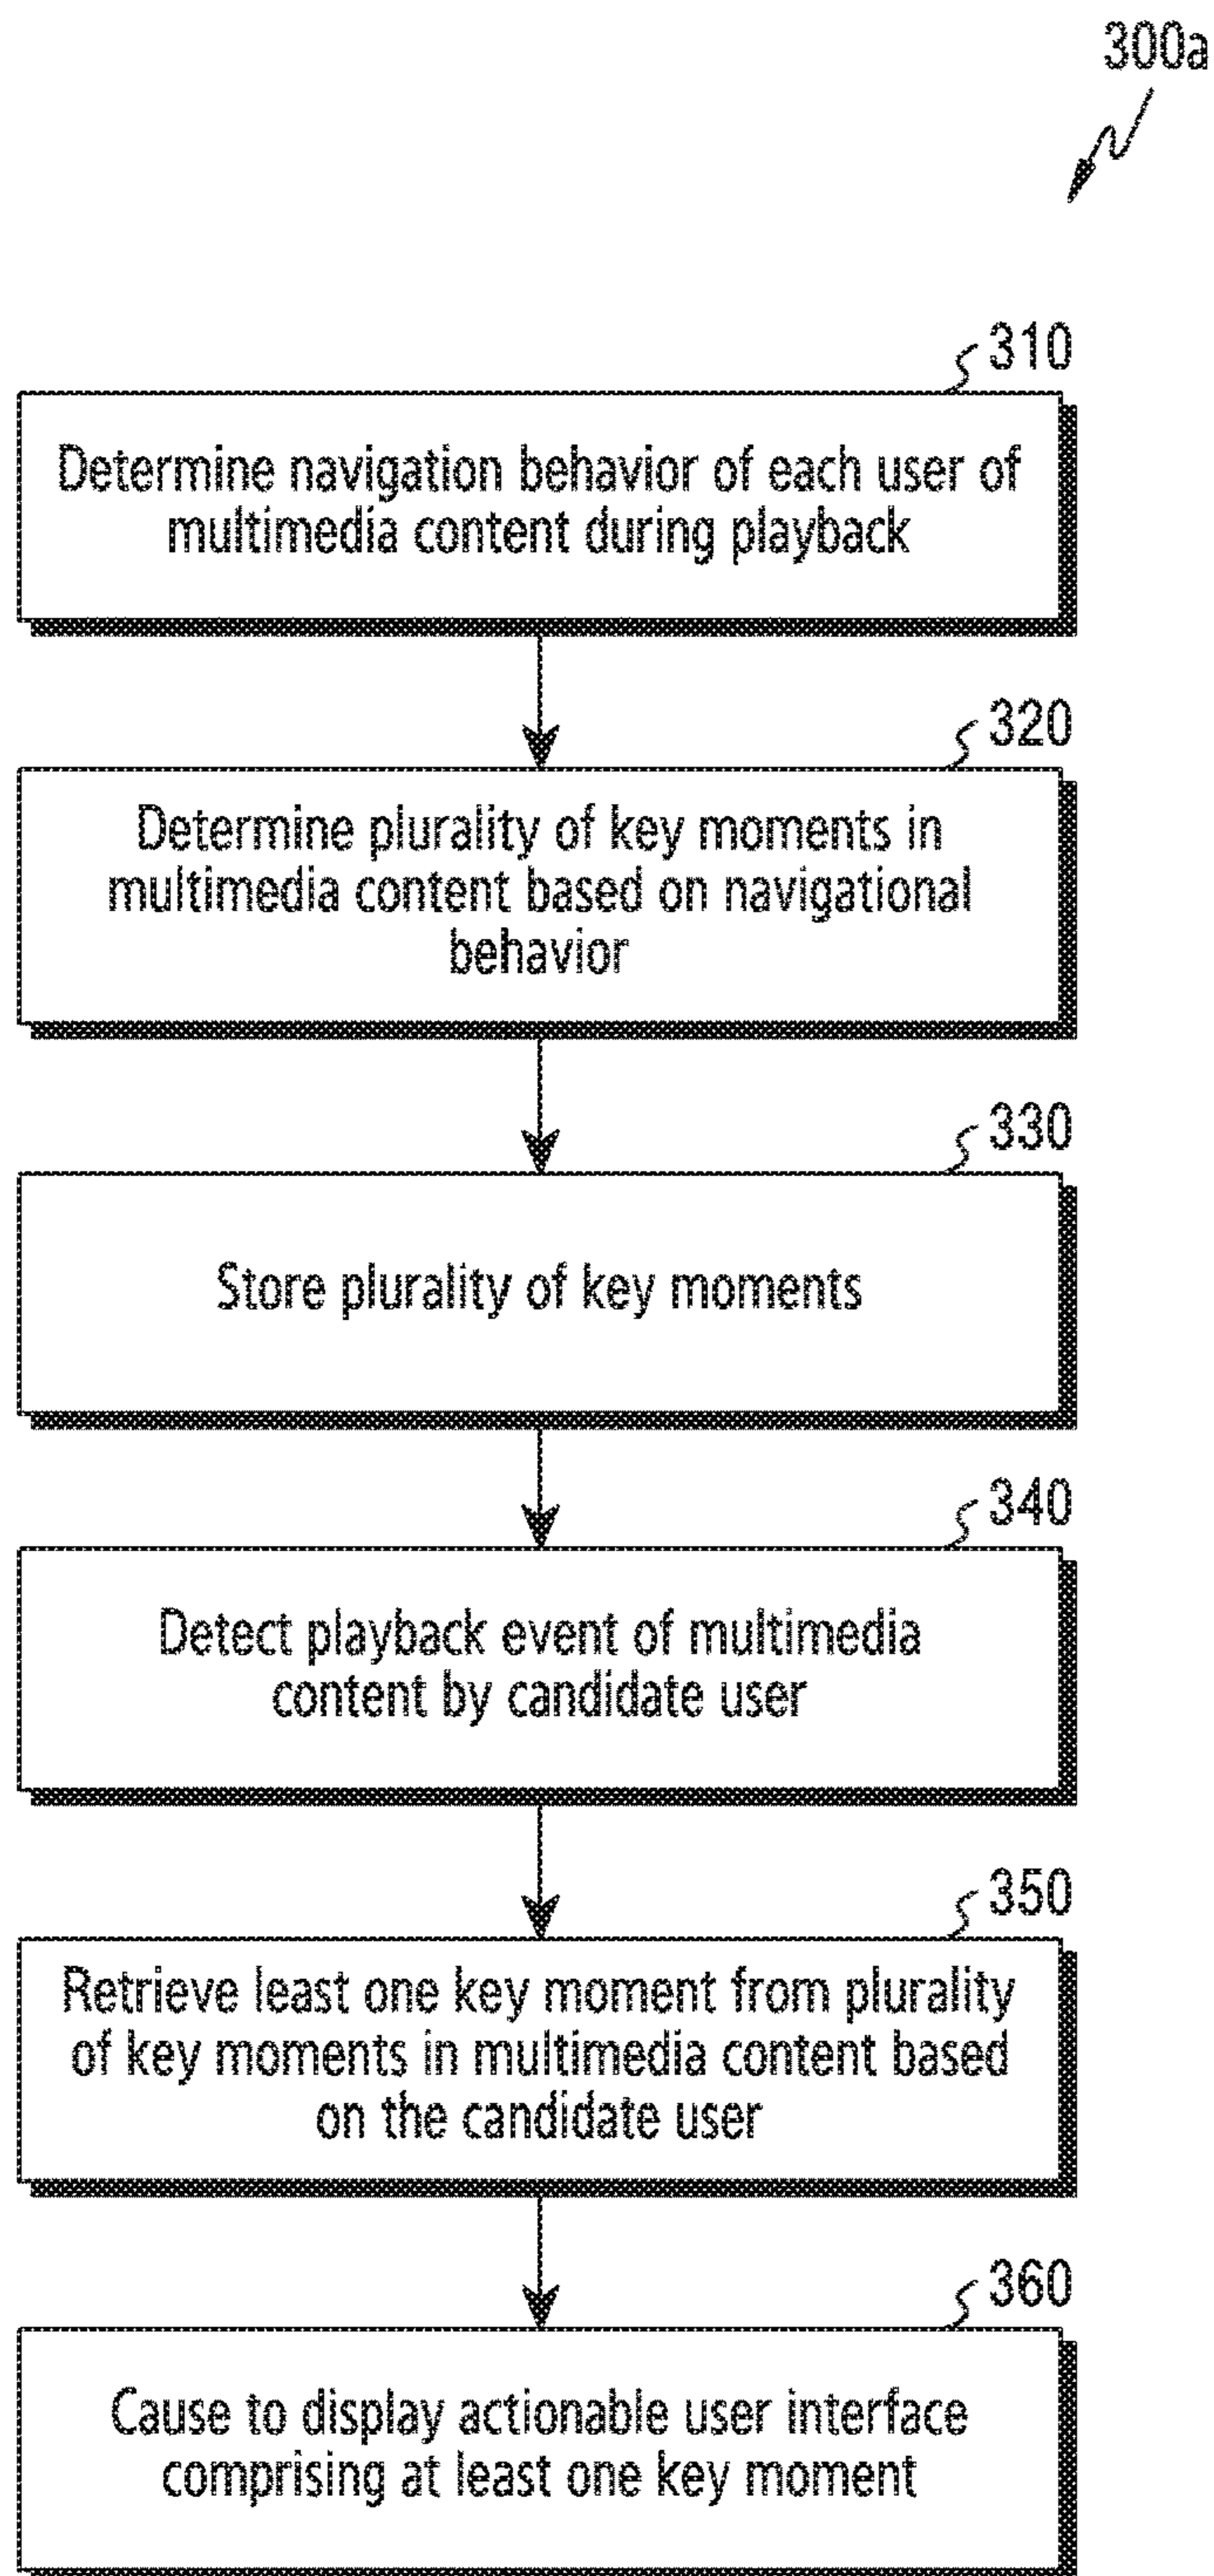 300a
310
Determine navigation behavior of each user of
multimedia content during playback
320
Determine plurality of key moments in
multimedia content based on navigational
behavior
330
Store plurality of key moments
340
Detect playback event of multimedia
content by candidate user
350
Retrieve least one key moment from plurality
of key moments in multimedia content based
on the candidate user
360
Cause to display actionable user interface
comprising at least one key moment